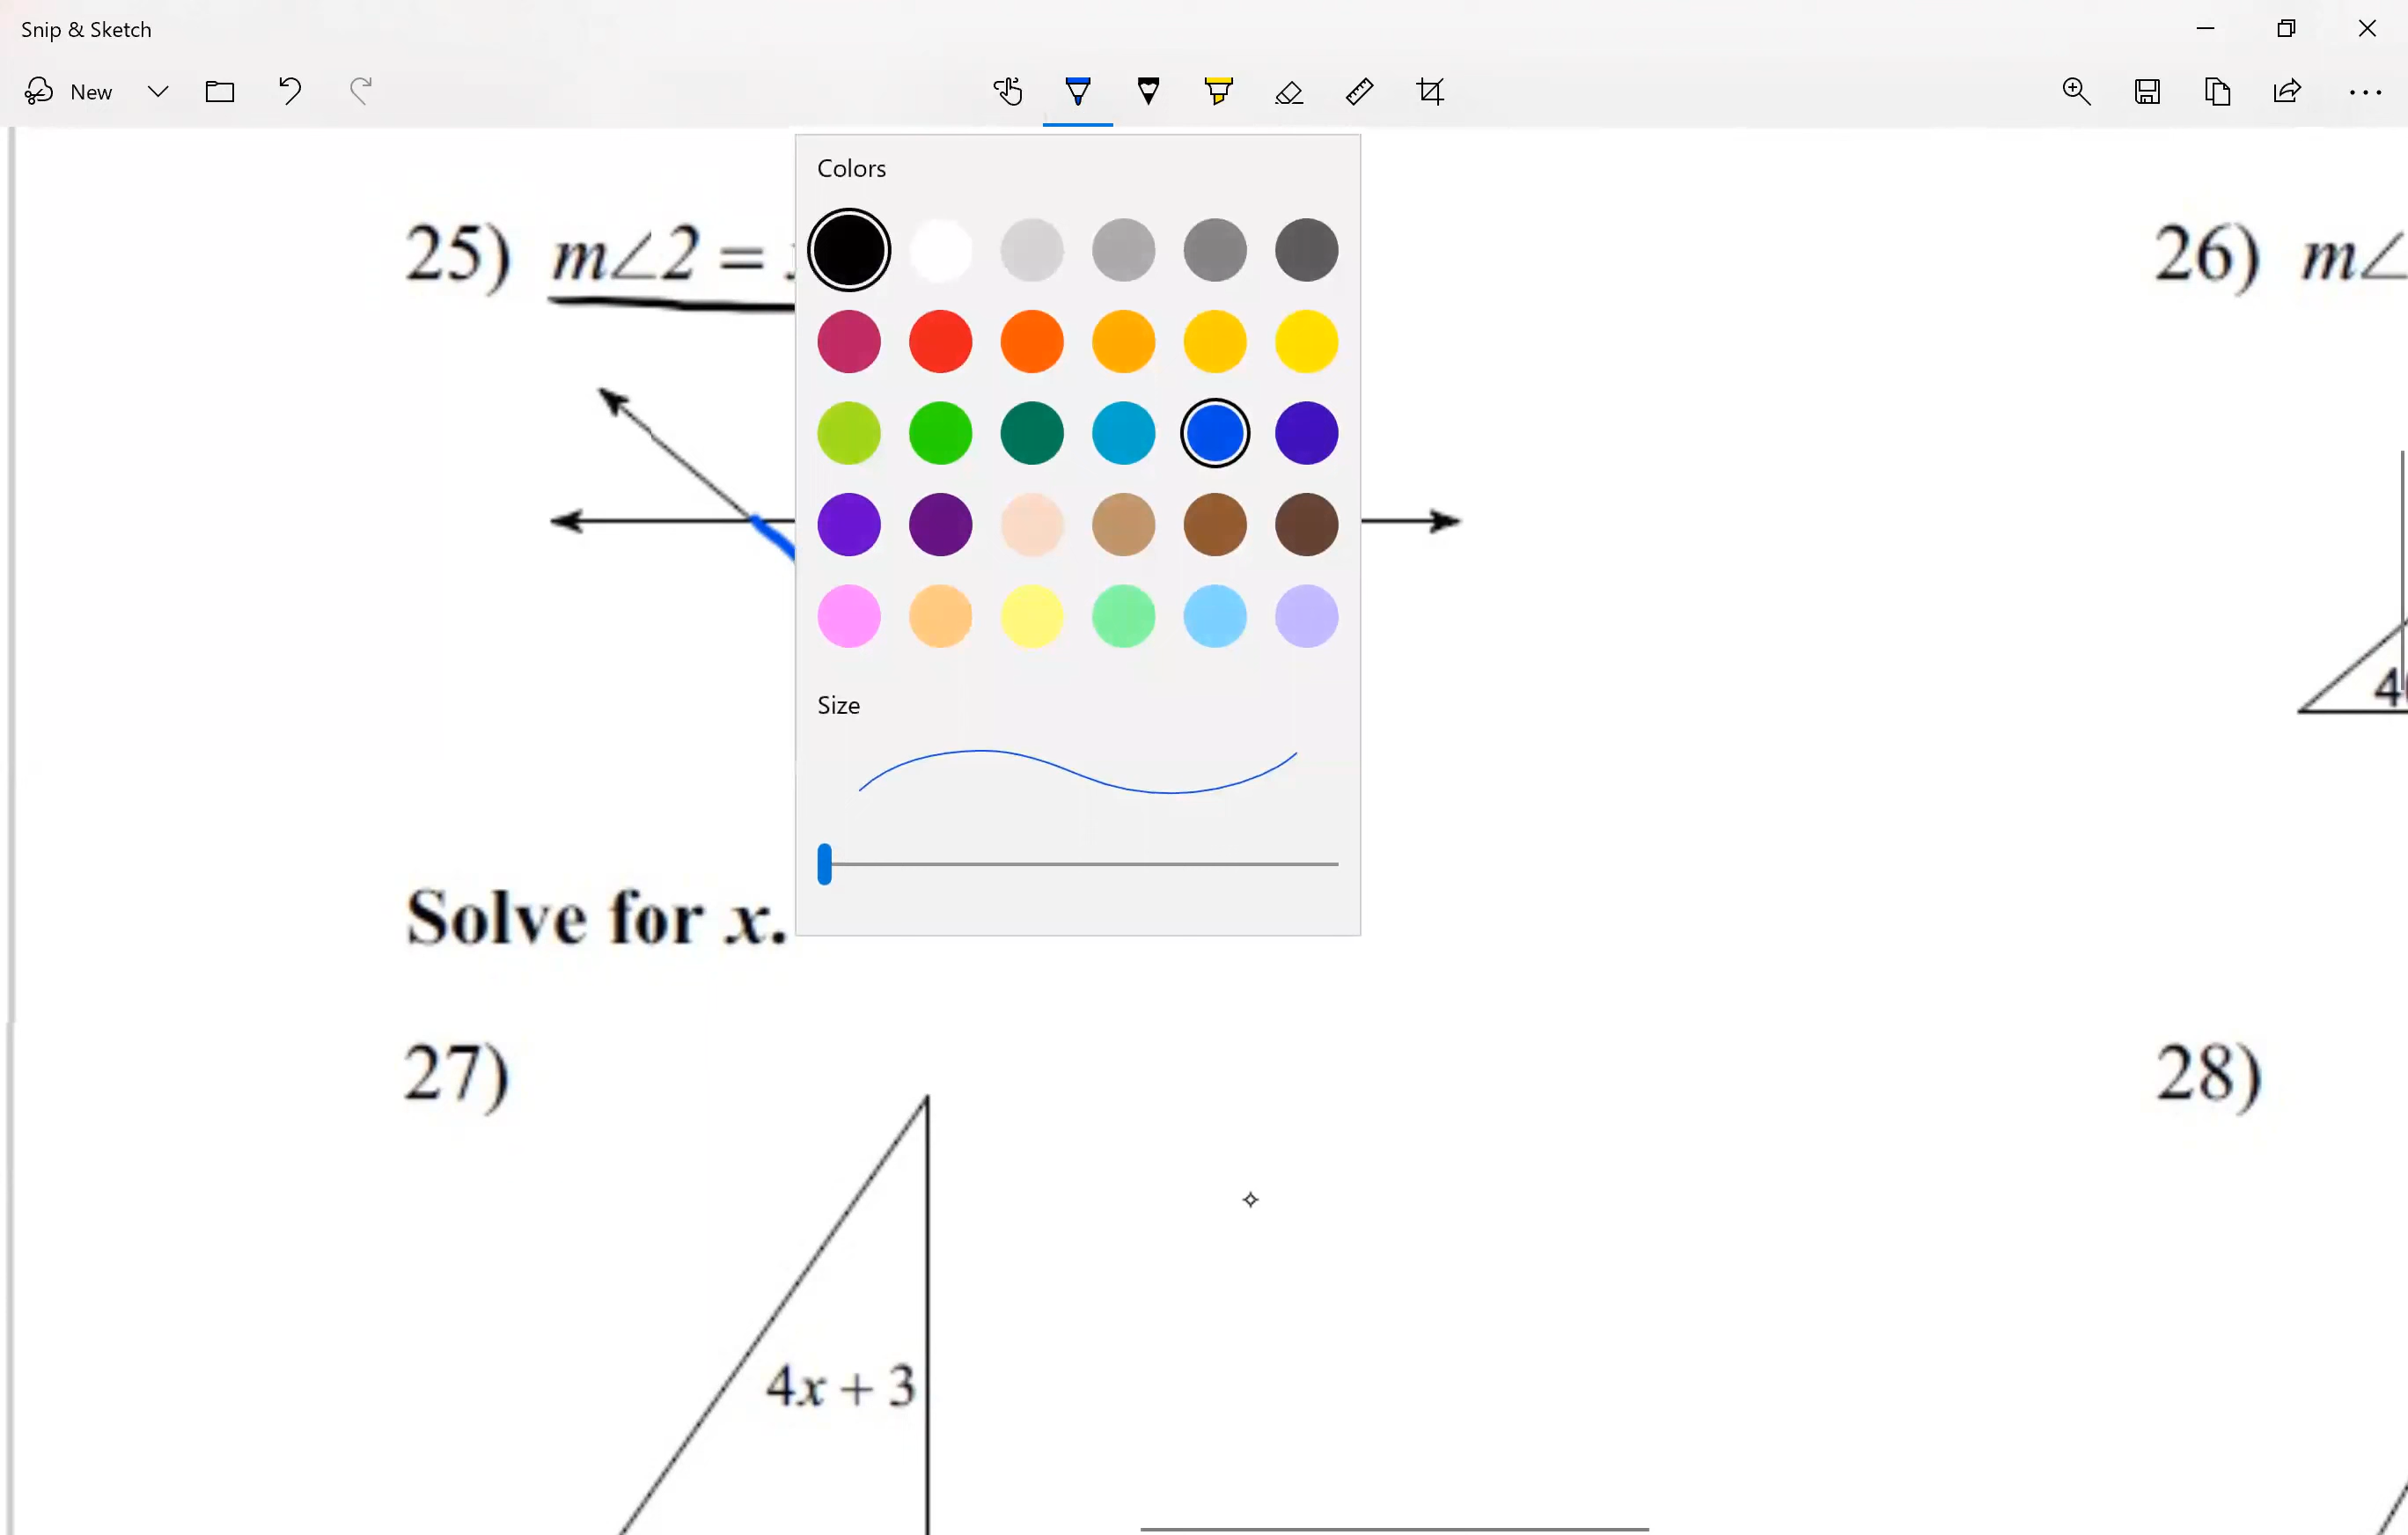 Snip & Sketch
New
Colors
25) m∠2 =
26) m∠
Size
Solve for x.
27)
28)
4x + 3